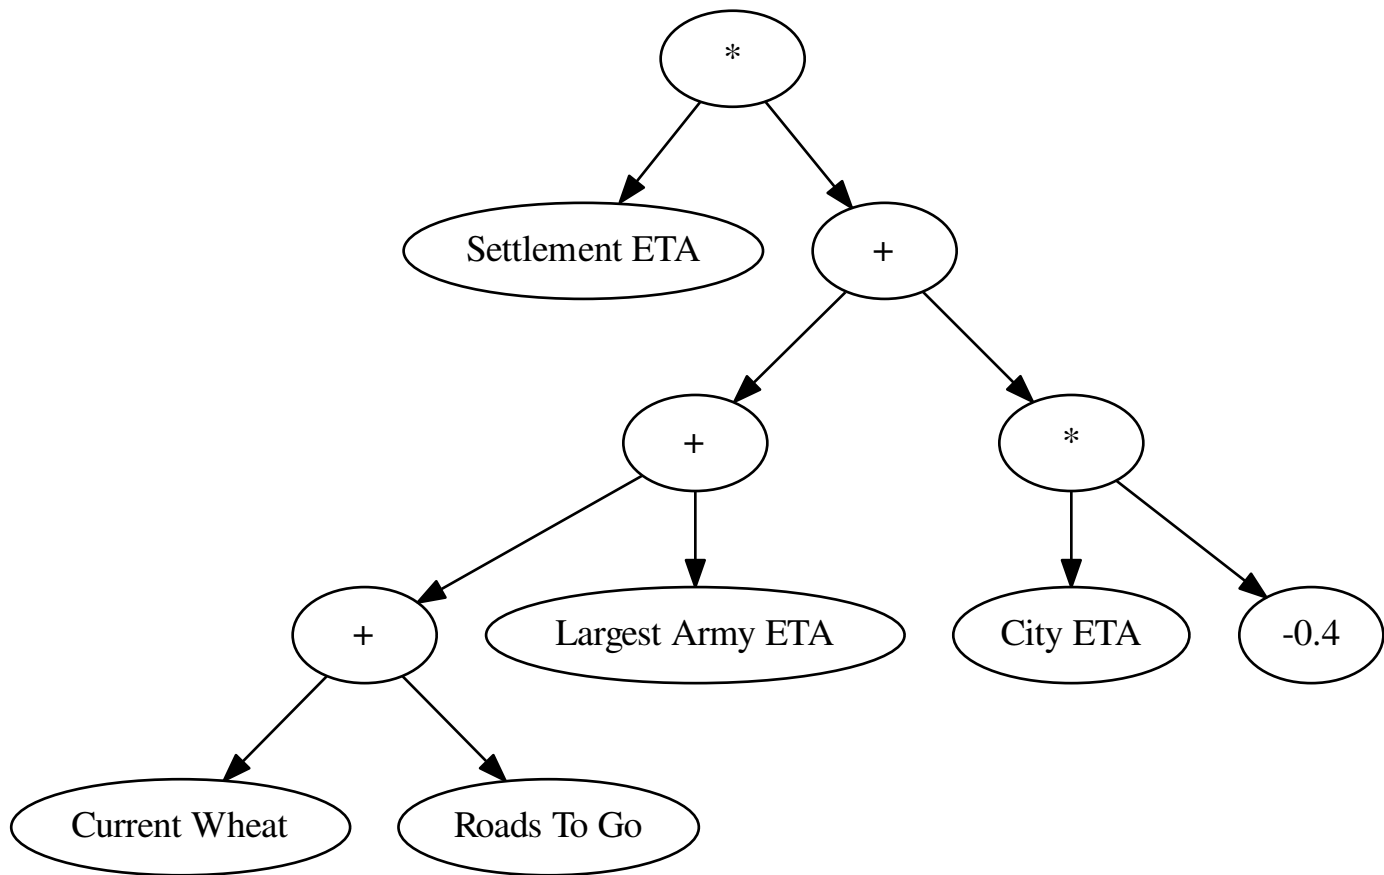 *
Settlement ETA
+
+
*
+
Largest Army ETA
City ETA
-0.4
Current Wheat
Roads To Go